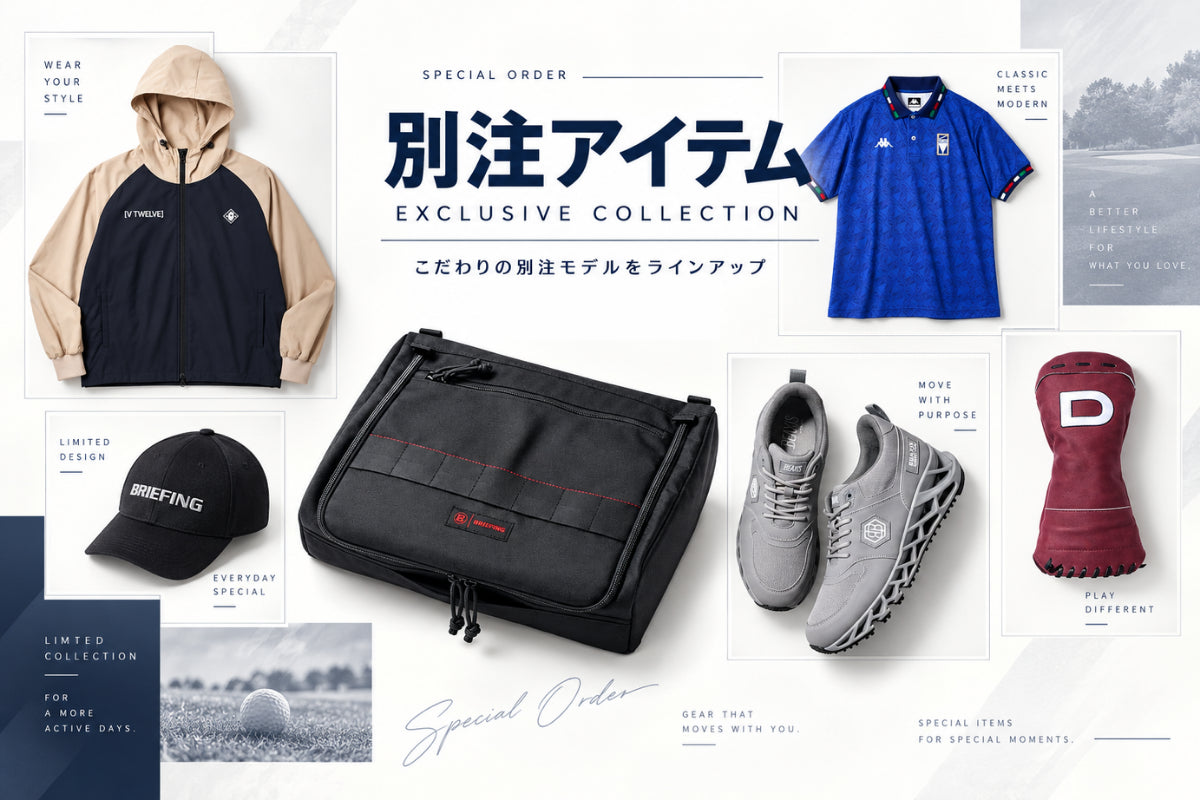 WEAR
YOUR
STYLE
[V TWELVE]
SPECIAL ORDER
別注アイテム
EXCLUSIVE COLLECTION
こだわりの別注モデルをラインアップ
Kappa
CLASSIC
MEETS
MODERN
A
BETTER
LIFESTYLE
FOR
WHAT YOU LOVE.
LIMITED
DESIGN
BRIEFING
EVERYDAY
SPECIAL
BRIEFING
MOVE
WITH
PURPOSE
D
PLAY
DIFFERENT
LIMTED
COLLECTION
FOR
A MORE
ACTIVE DAYS.
Special Order
GEAR THAT
MOVES WITH YOU.
SPECIAL ITEMS
FOR SPECIAL MOMENTS.